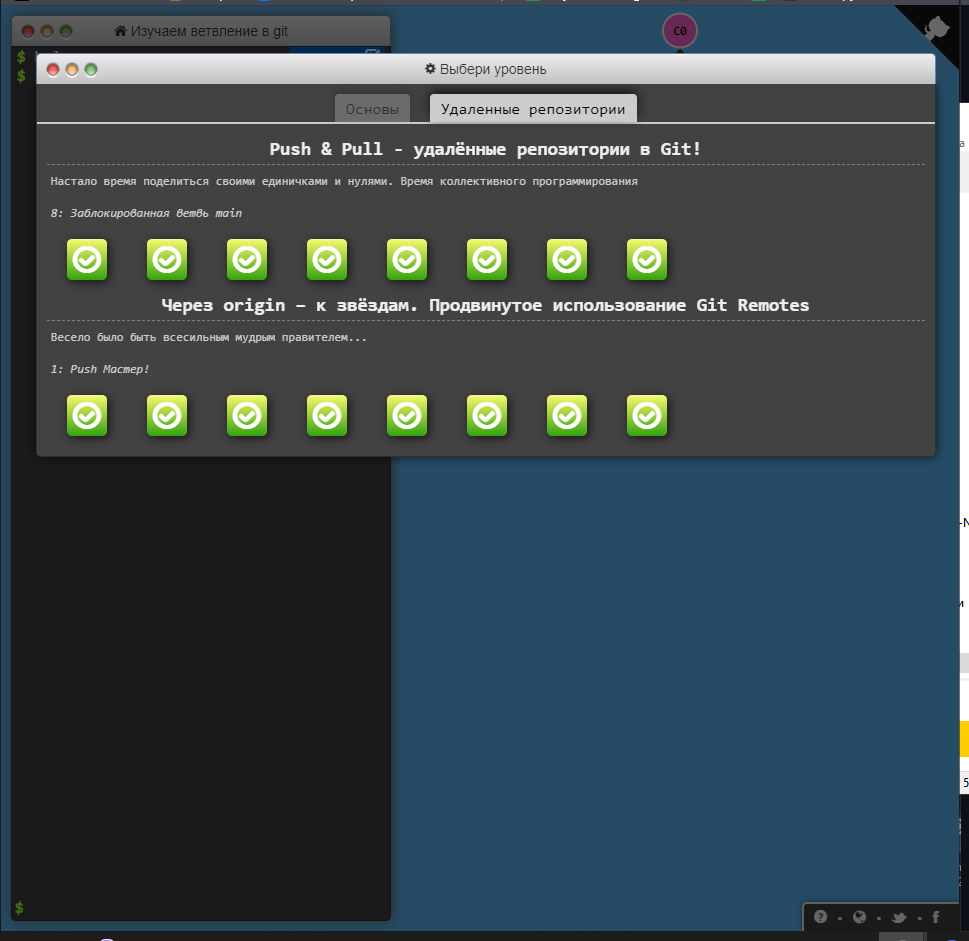 Изучаем ветвление в git
C0
$
$
Выбери уровень
Основы
Удаленные репозитории
Push & Pull - удалённые репозитории в Git!
Настало время поделиться своими единичками и нулями. Время коллективного программирования
8: Заблокированная ветвь main
Через origin – к звёздам. Продвинутое использование Git Remotes
Весело было быть всесильным мудрым правителем...
1: Push Мастер!
$